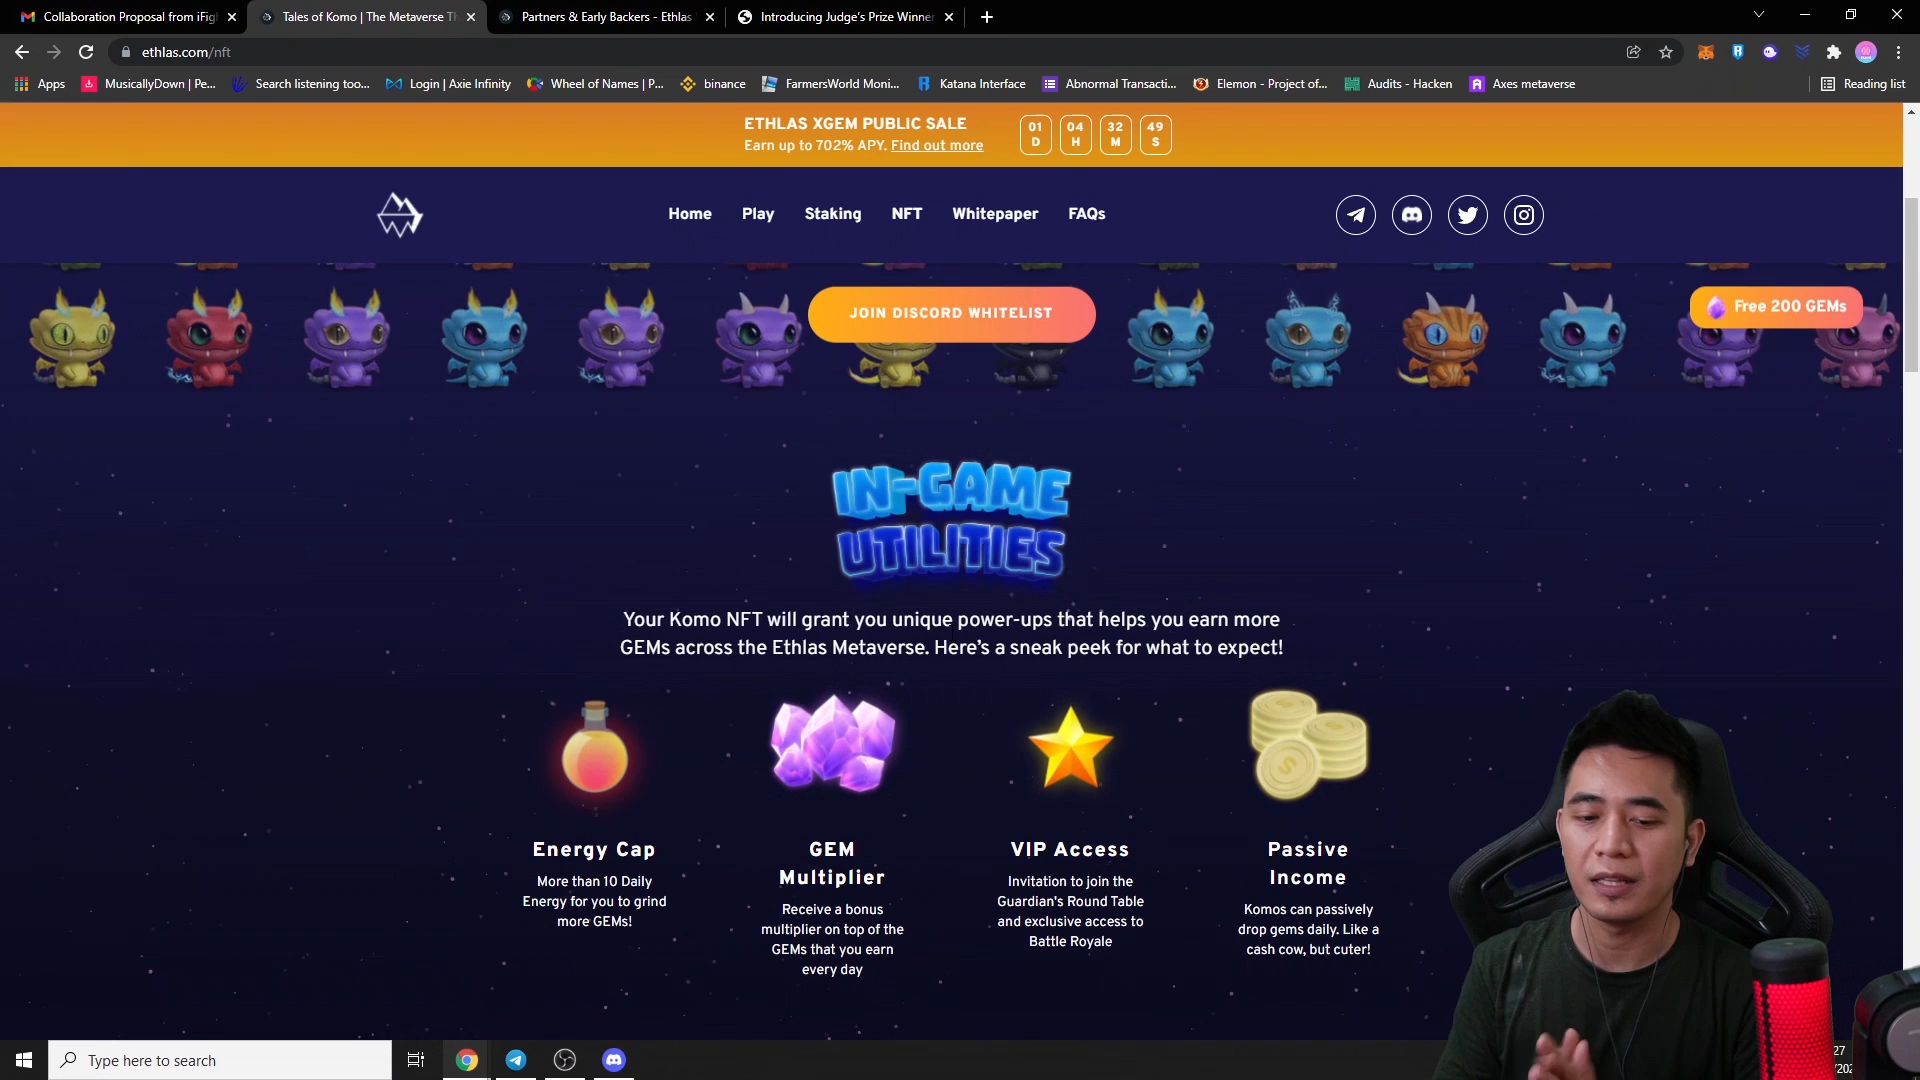 Collaboration Proposal from iFig
Tales of Komo | The Metaverse Th
Partners & Early Backers - Ethlas
Introducing Judge's Prize Winner
ethlas.com/nft
Apps
MusicallyDown | Pe...
Search listening too...
Login | Axie Infinity
Wheel of Names | P...
binance
FarmersWorld Moni...
Katana Interface
Abnormal Transacti...
Elemon - Project of...
Audits - Hacken
Axes metaverse
Reading list
ETHLAS XGEM PUBLIC SALE
Earn up to 702% APY. Find out more
01 D
04 H
32 M
49 S
Home
Play
Staking
NFT
Whitepaper
FAQs
JOIN DISCORD WHITELIST
Free 200 GEMs
IN-GAME
UTILITIES
Your Komo NFT will grant you unique power-ups that helps you earn more
GEMs across the Ethlas Metaverse. Here's a sneak peek for what to expect!
Energy Cap
More than 10 Daily
Energy for you to grind
more GEMs!
GEM
Multiplier
Receive a bonus
multiplier on top of the
GEMs that you earn
every day
VIP Access
Invitation to join the
Guardian's Round Table
and exclusive access to
Battle Royale
Passive
Income
Komos can passively
drop gems daily. Like a
cash cow, but cuter!
Type here to search